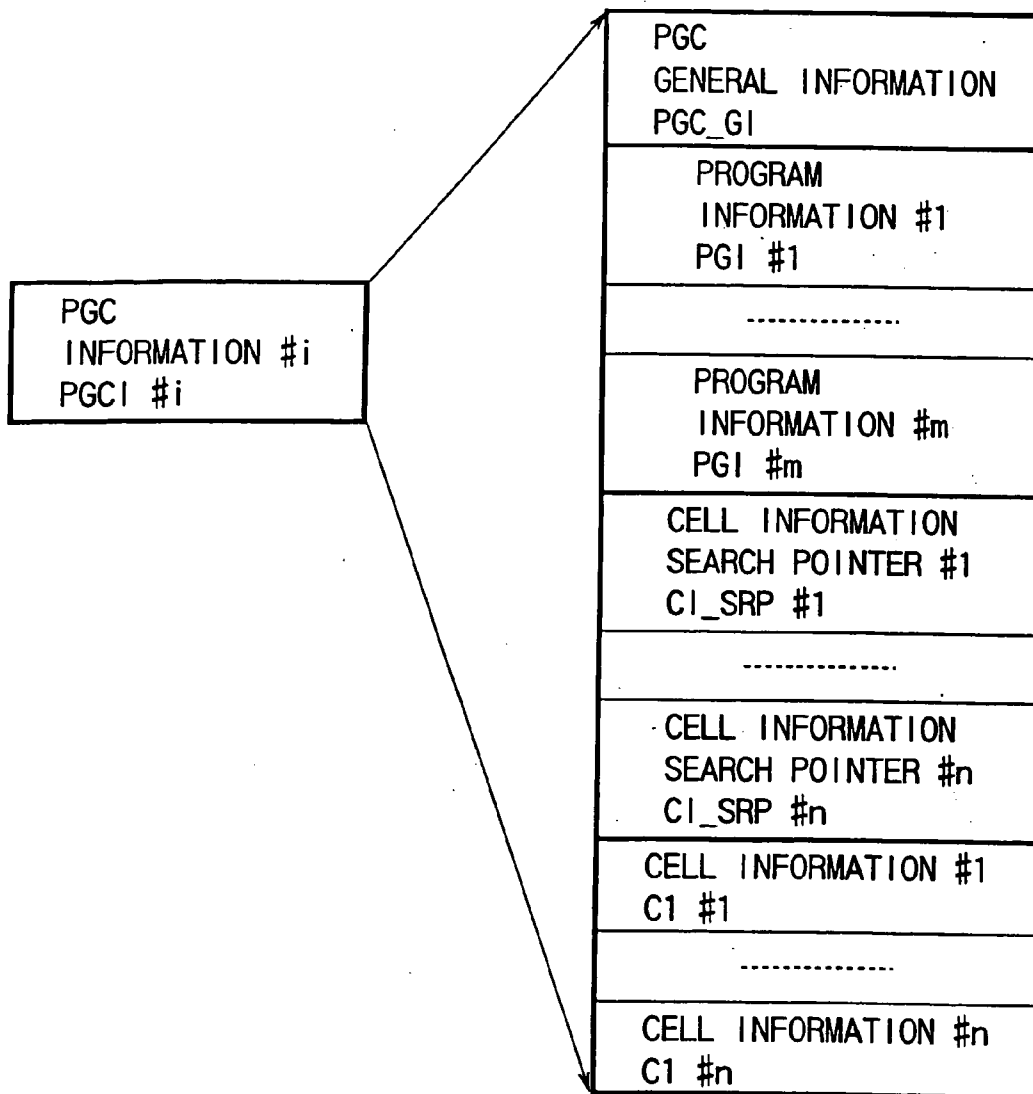 PGC
INFORMATION #i
PGCI #i
PGC
GENERAL INFORMATION
PGC_GI
PROGRAM
INFORMATION #1
PGI #1
---------------
PROGRAM
INFORMATION #m
PGI #m
CELL INFORMATION
SEARCH POINTER #1
CI_SRP #1
---------------
CELL INFORMATION
SEARCH POINTER #n
CI_SRP #n
CELL INFORMATION #1
C1 #1
---------------
CELL INFORMATION #n
C1 #n